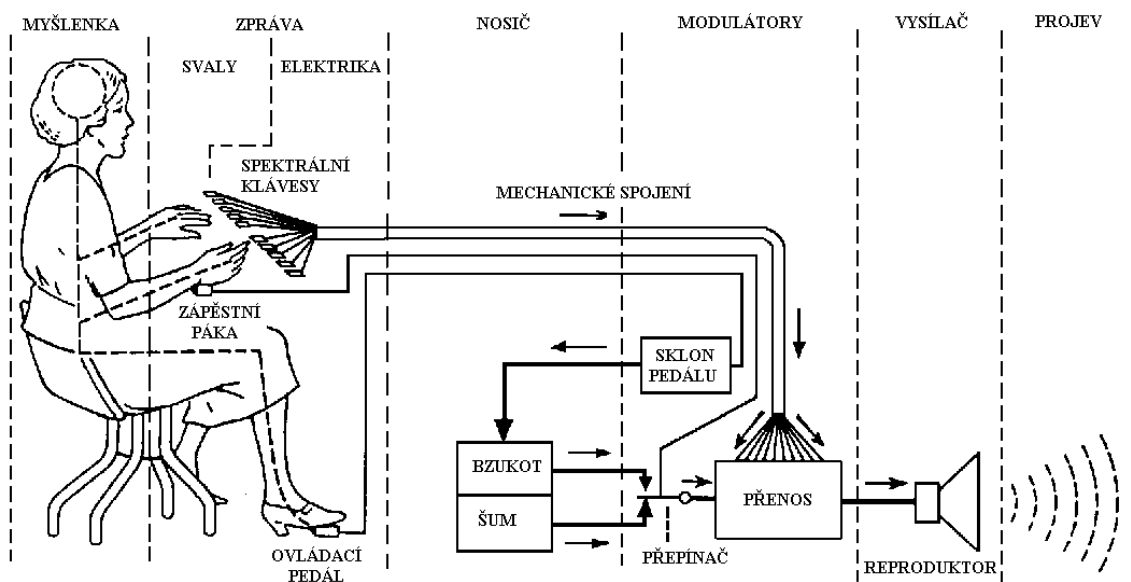 MYŠLENKA
ZPRÁVA
NOSIČ
MODULÁTORY
VYSÍLAČ
PROJEV
SVALY
ELEKTRIKA
SPEKTRÁLNÍ
KLÁVESY
MECHANICKÉ SPOJENÍ
ZÁPĚSTNÍ
PÁKA
SKLON
PEDÁLU
BZUKOT
ŠUM
PŘENOS
PŘEPÍNAČ
REPRODUKTOR
OVLÁDACÍ
PEDÁL